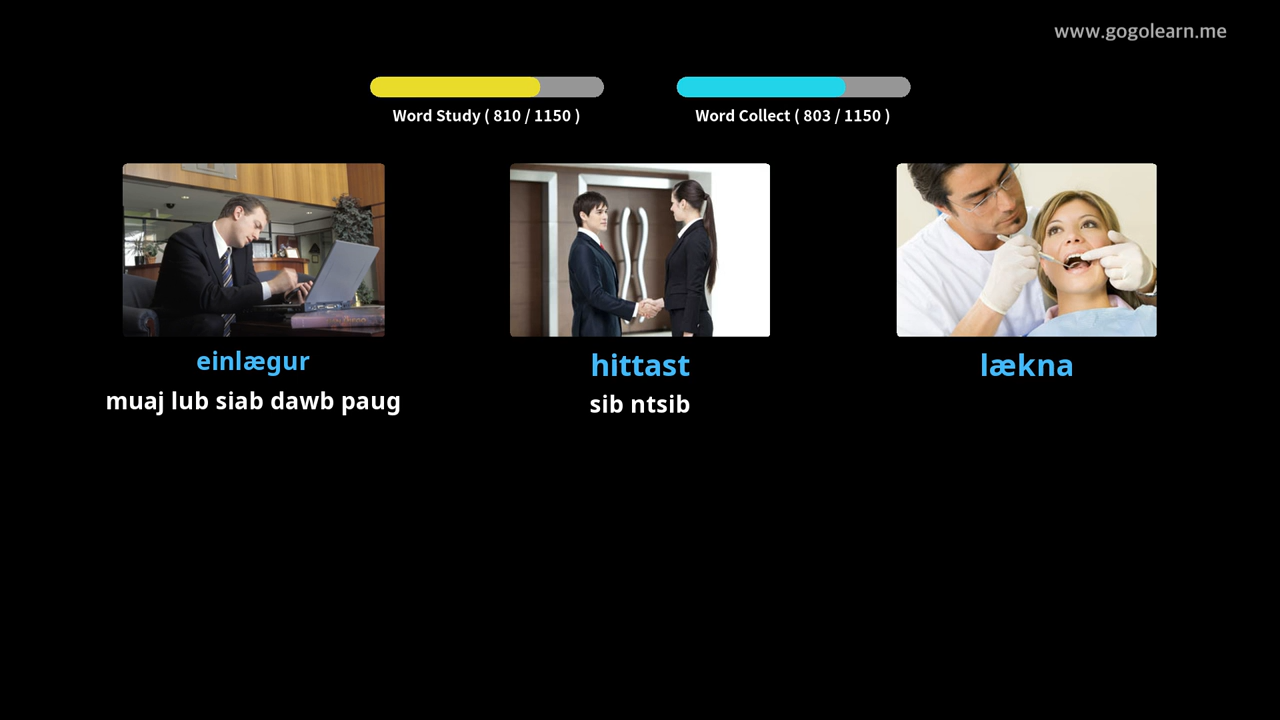 www.gogolearn.me
Word Study ( 810 / 1150 )
Word Collect ( 803 / 1150 )
einlægur
hittast
lækna
muaj lub siab dawb paug
sib ntsib